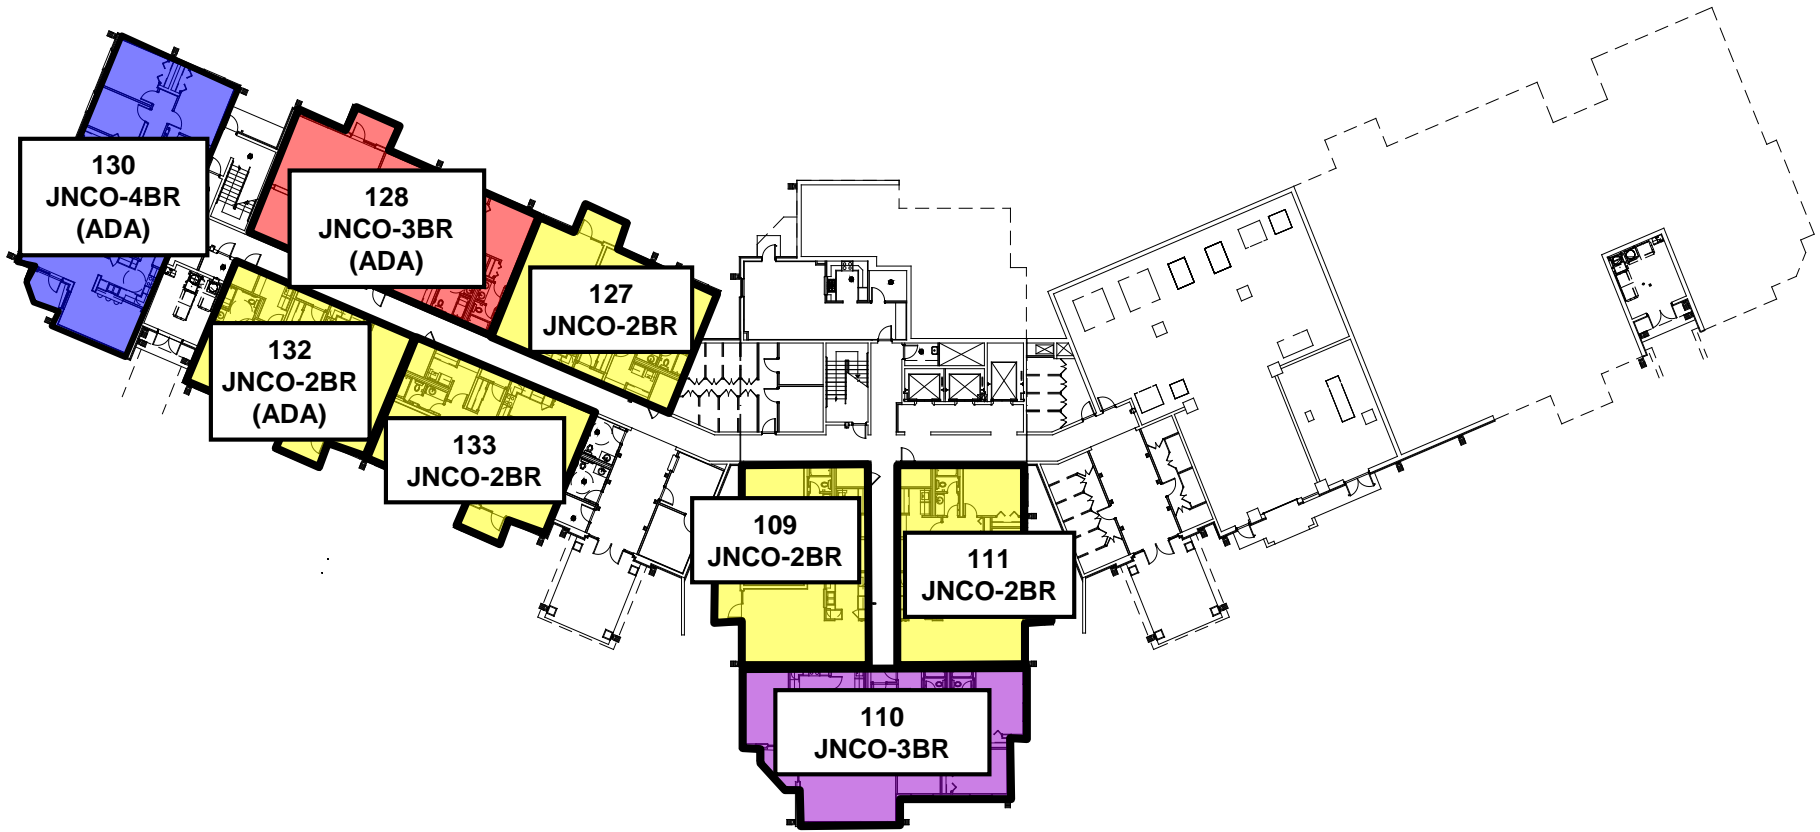 130
JNCO-4BR
(ADA)
128
JNCO-3BR
(ADA)
127
JNCO-2BR
132
JNCO-2BR
(ADA)
133
JNCO-2BR
109
JNCO-2BR
111
JNCO-2BR
110
JNCO-3BR